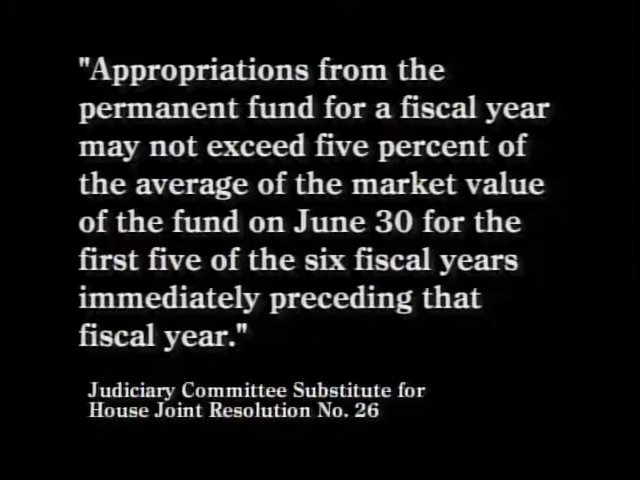 "Appropriations from the
permanent fund for a fiscal year
may not exceed five percent of
the average of the market value
of the fund on June 30 for the
first five of the six fiscal years
immediately preceding that
fiscal year."
Judiciary Committee Substitute for
House Joint Resolution No. 26